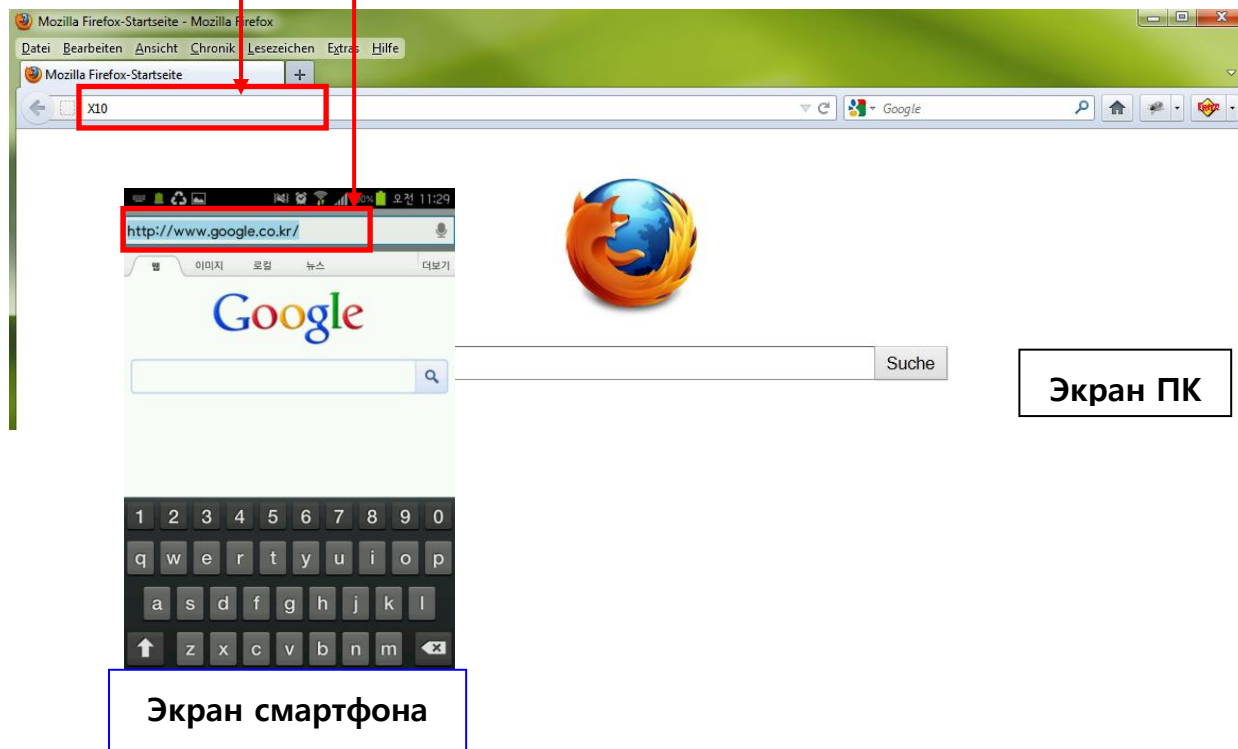 Mozilla Firefox-Startseite - Mozilla Firefox
Datei Bearbeiten Ansicht Chronik Lesezeichen Extras Hilfe
Mozilla Firefox-Startseite +
X10 Google
오전 11:29
http://www.google.co.kr/
웹 이미지 로컬 뉴스 더보기
Google
Suche
Экран ПК
1 2 3 4 5 6 7 8 9 0
q w e r t y u i o p
a s d f g h j k l
z x c v b n m
Экран смартфона